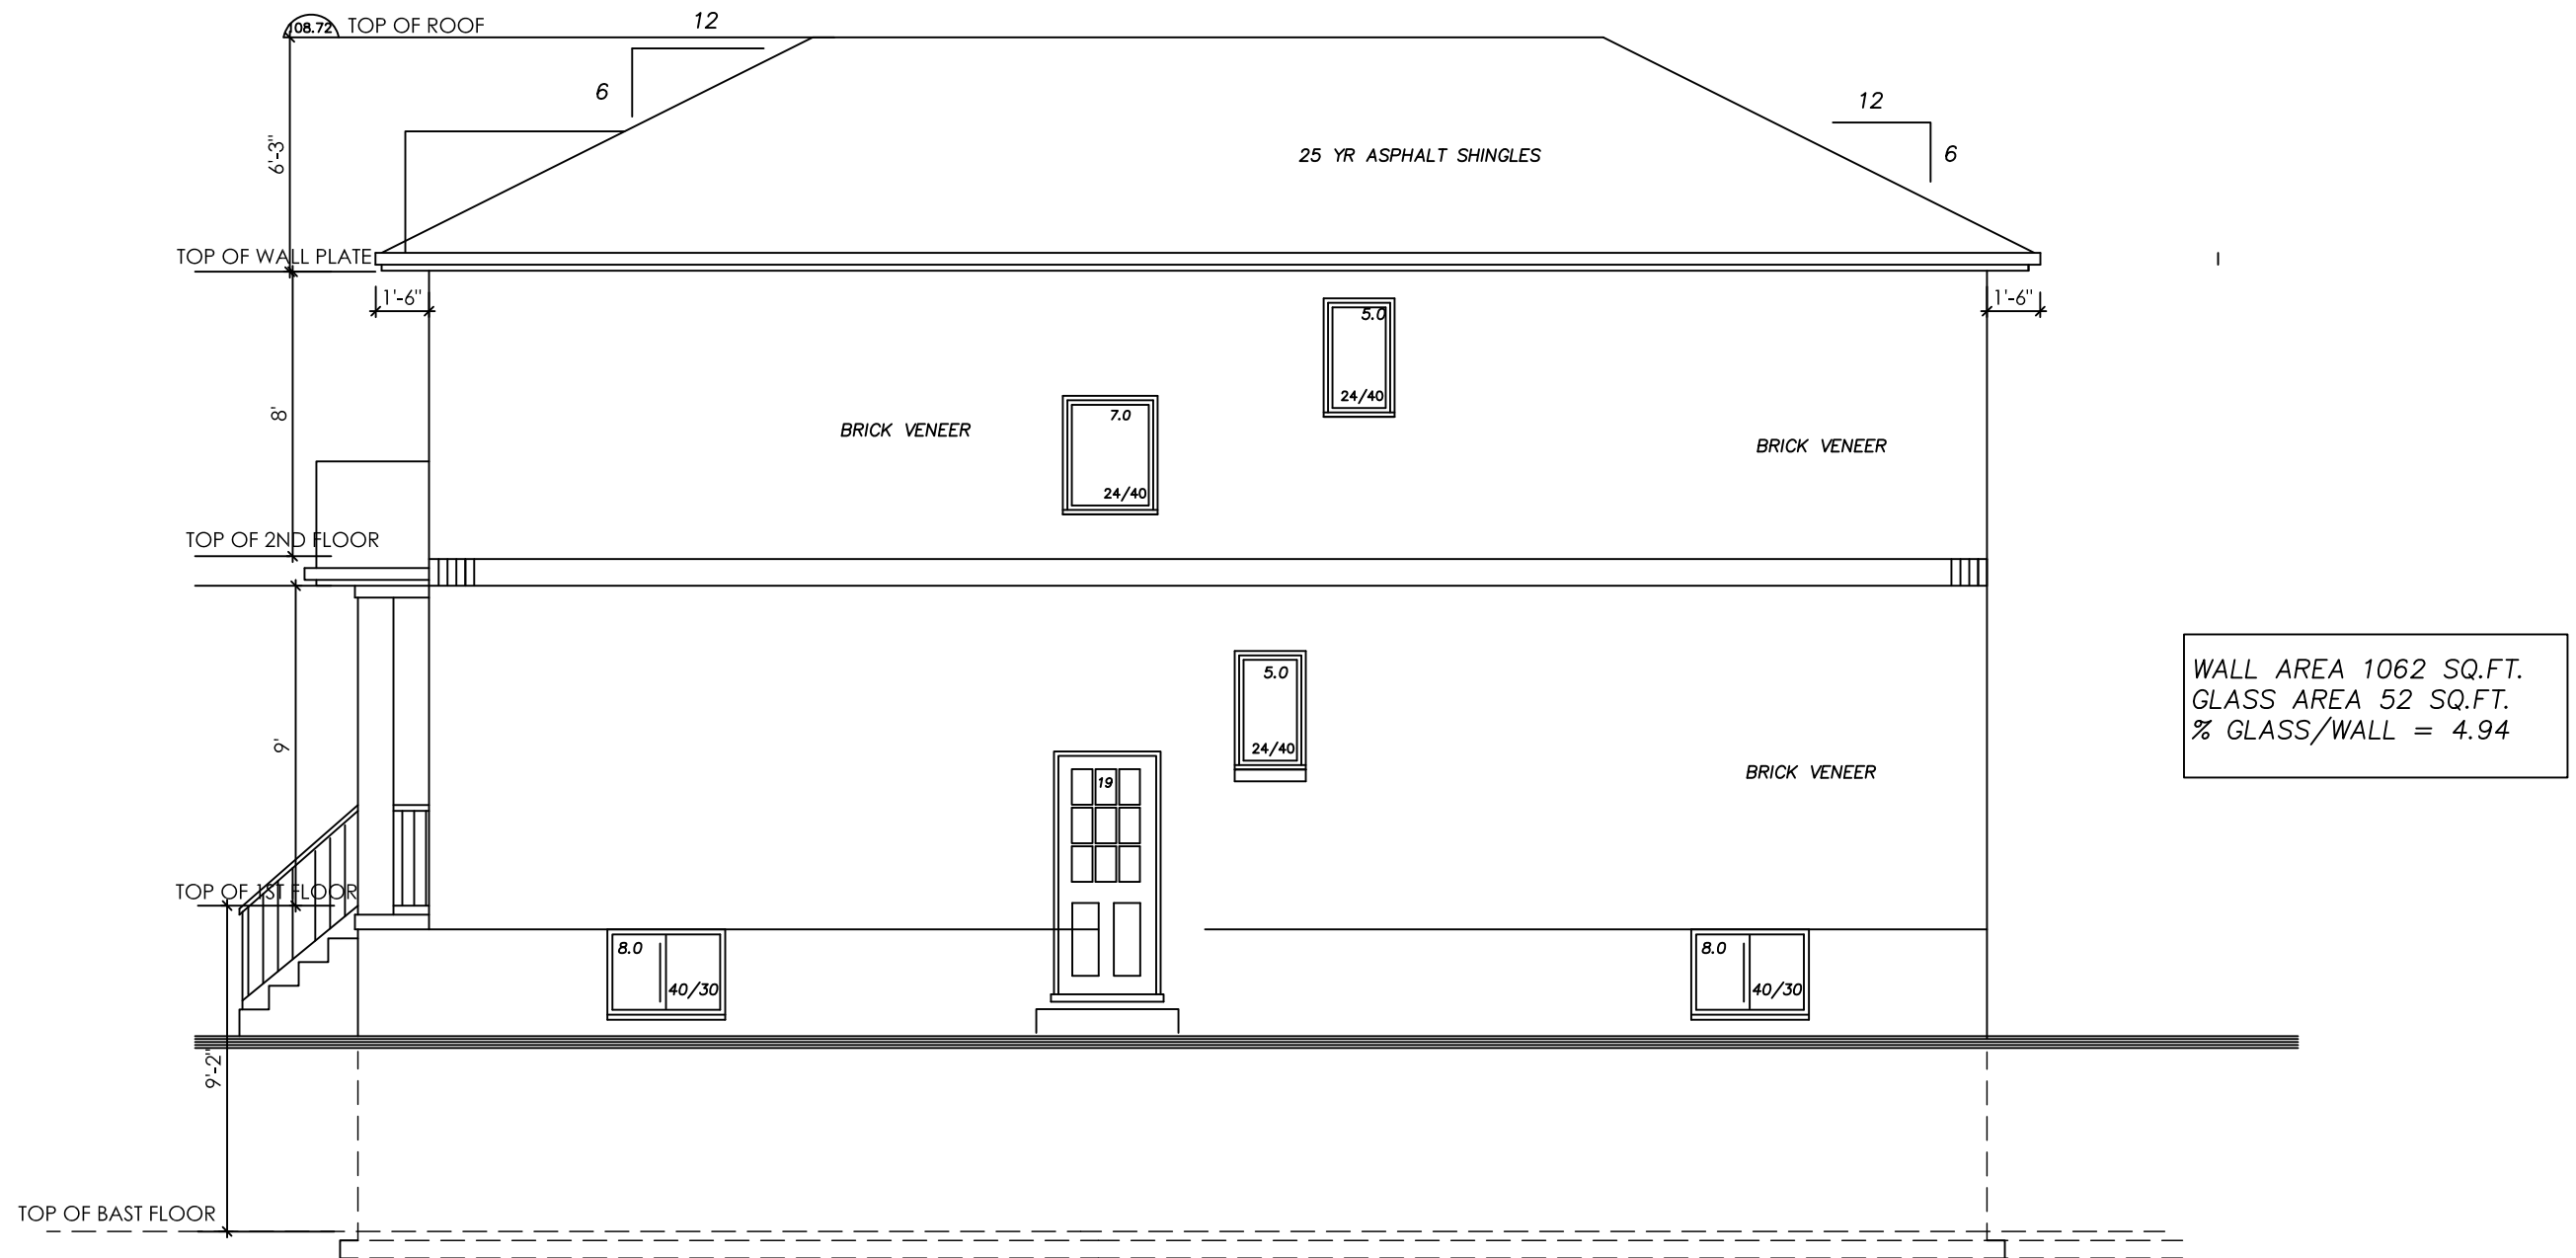 108.72 TOP OF ROOF
12
6
12
6
6'-3"
25 YR ASPHALT SHINGLES
TOP OF WALL PLATE
1'-6"
1'-6"
5.0
24/40
8'
7.0
24/40
BRICK VENEER
BRICK VENEER
TOP OF 2ND FLOOR
WALL AREA 1062 SQ.FT.
GLASS AREA 52 SQ.FT.
% GLASS/WALL = 4.94
5.0
24/40
9'
19
BRICK VENEER
TOP OF 1ST FLOOR
8.0
40/30
8.0
40/30
9'-2"
TOP OF BAST FLOOR